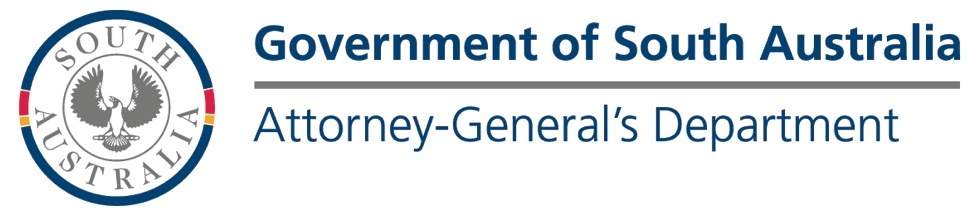 SOUTH
AUSTRALIA
Government of South Australia
Attorney-General's Department